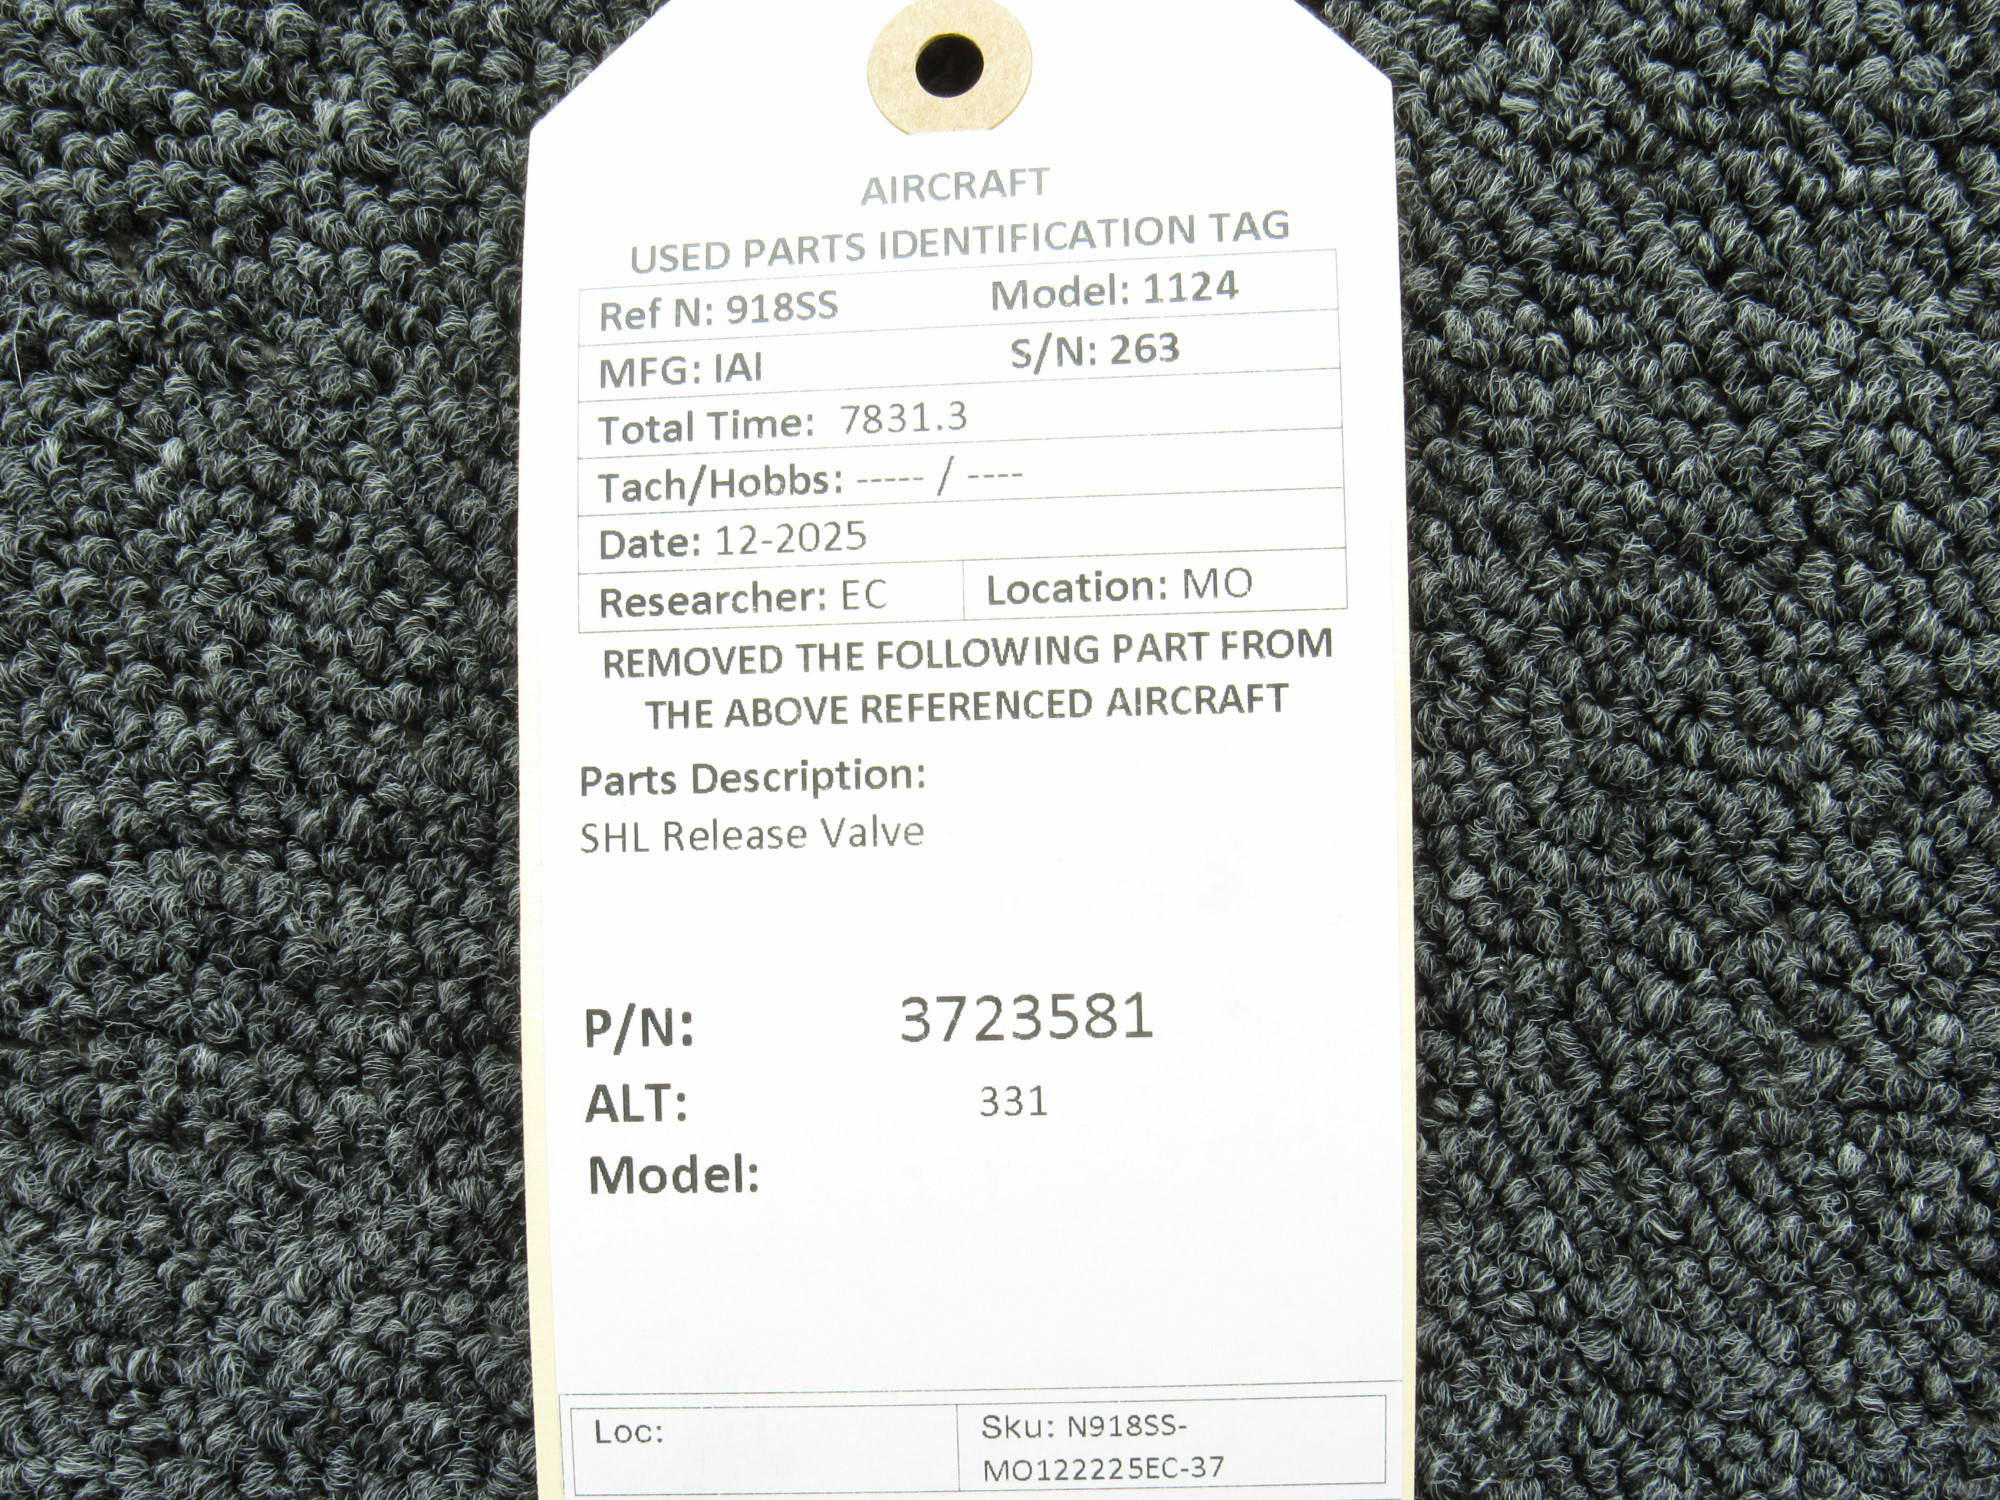 AIRCRAFT
USED PARTS IDENTIFICATION TAG
Ref N: 918SS Model: 1124
MFG: IAI S/N: 263
Total Time: 7831.3
Tach/Hobbs: ----- / ----
Date: 12-2025
Researcher: EC Location: MO
REMOVED THE FOLLOWING PART FROM
THE ABOVE REFERENCED AIRCRAFT
Parts Description:
SHL Release Valve
P/N: 3723581
ALT: 331
Model:
Loc: Sku: N918SS-
MO122225EC-37